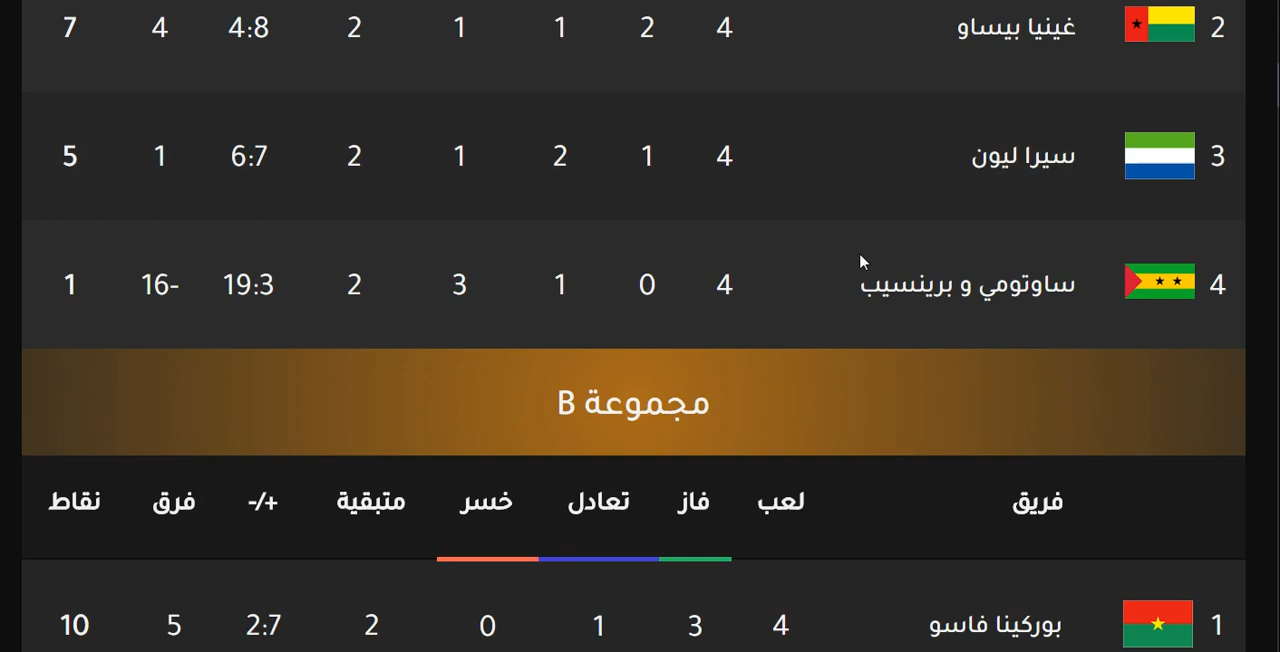 2 غينيا بيساو 4 2 1 1 2 4:8 4 7
3 سيرا ليون 4 1 2 1 2 6:7 1 5
4 ساوتومي و برينسيب 4 0 1 3 2 19:3 16- 1
مجموعة B
فريق لعب فاز تعادل خسر متبقية +/- فرق نقاط
1 بوركينا فاسو 4 3 1 0 2 2:7 5 10